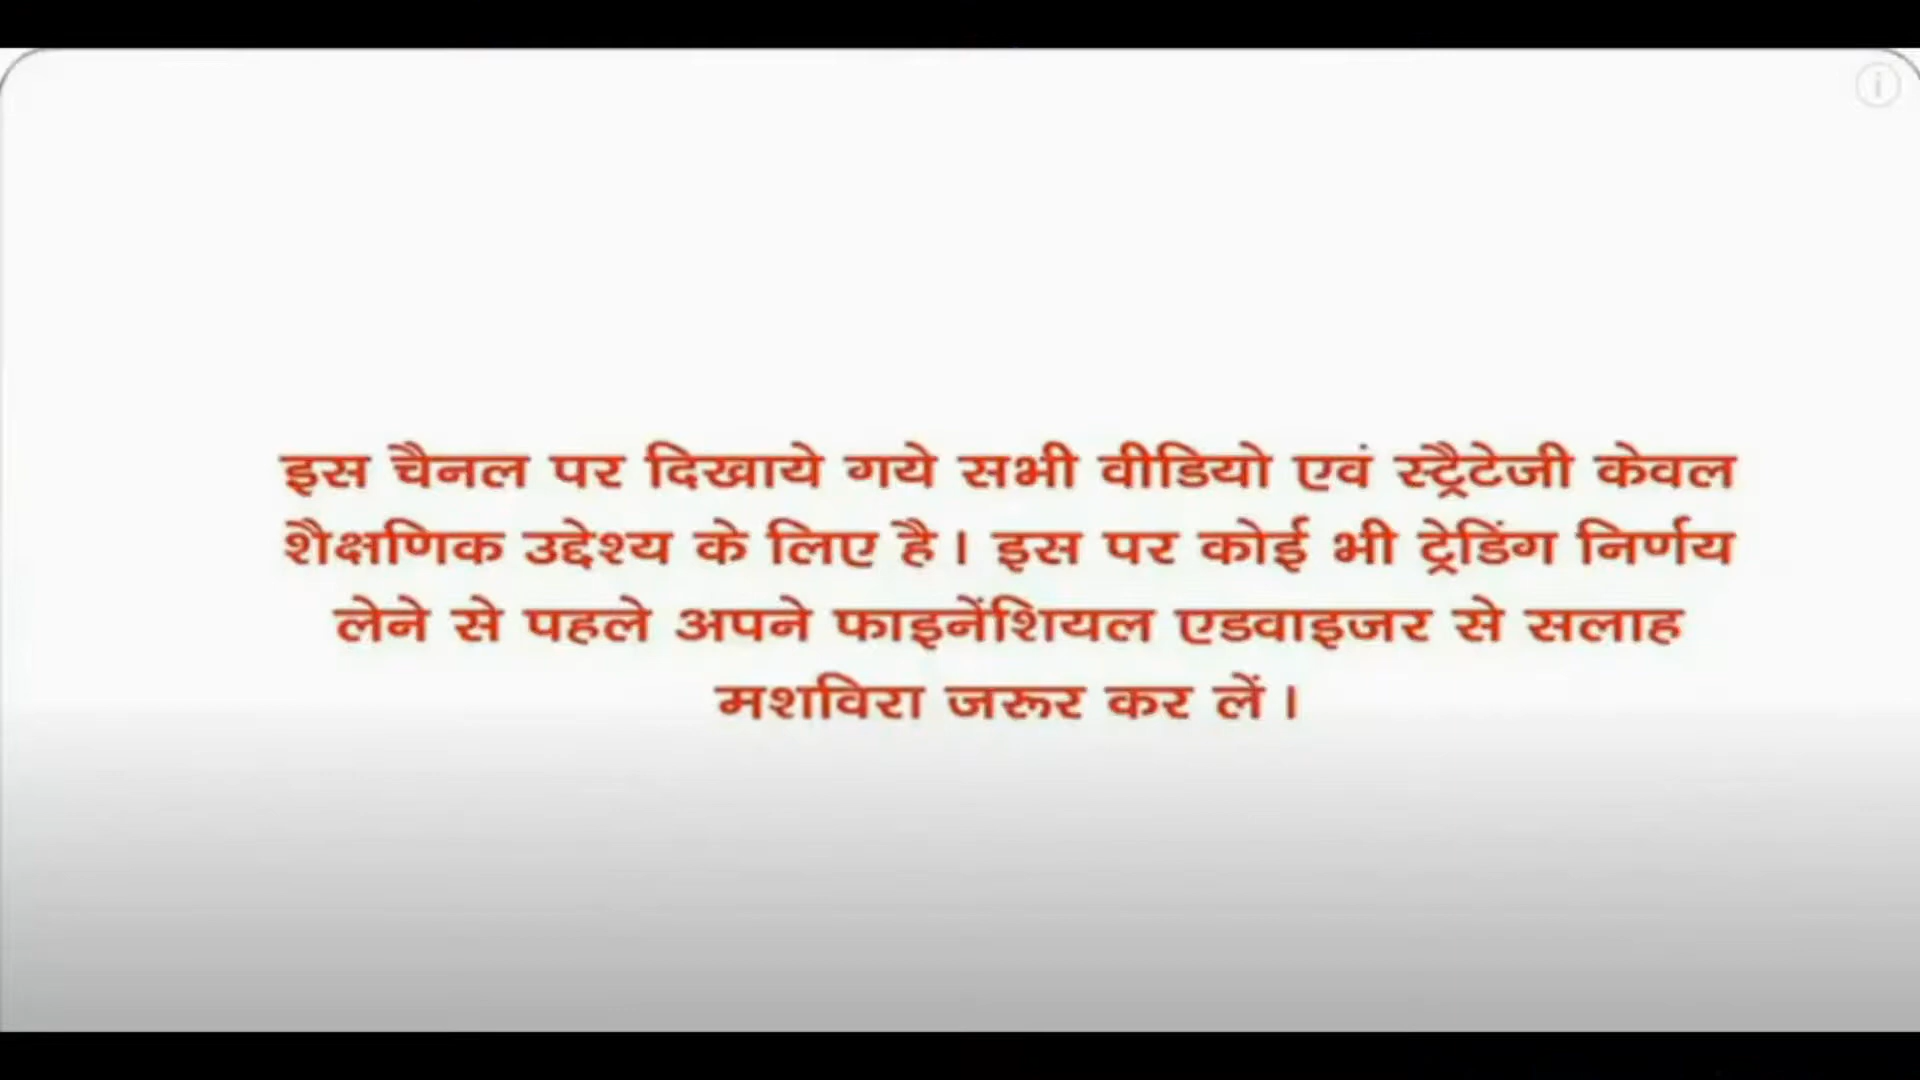 इस चैनल पर दिखाये गये सभी वीडियो एवं स्ट्रैटेजी केवल
शैक्षणिक उद्देश्य के लिए है । इस पर कोई भी ट्रेडिंग निर्णय
लेने से पहले अपने फाइनेंशियल एडवाइजर से सलाह
मशविरा जरूर कर लें ।